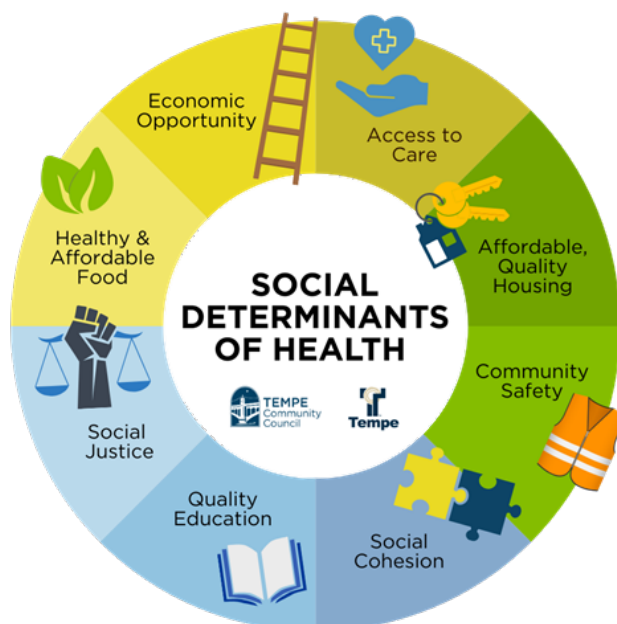 Economic
Opportunity
Access to
Care
Affordable,
Quality
Housing
Community
Safety
Social
Cohesion
Quality
Education
Social
Justice
Healthy &
Affordable
Food
SOCIAL
DETERMINANTS
OF HEALTH
TEMPE
Community
Council
Tempe